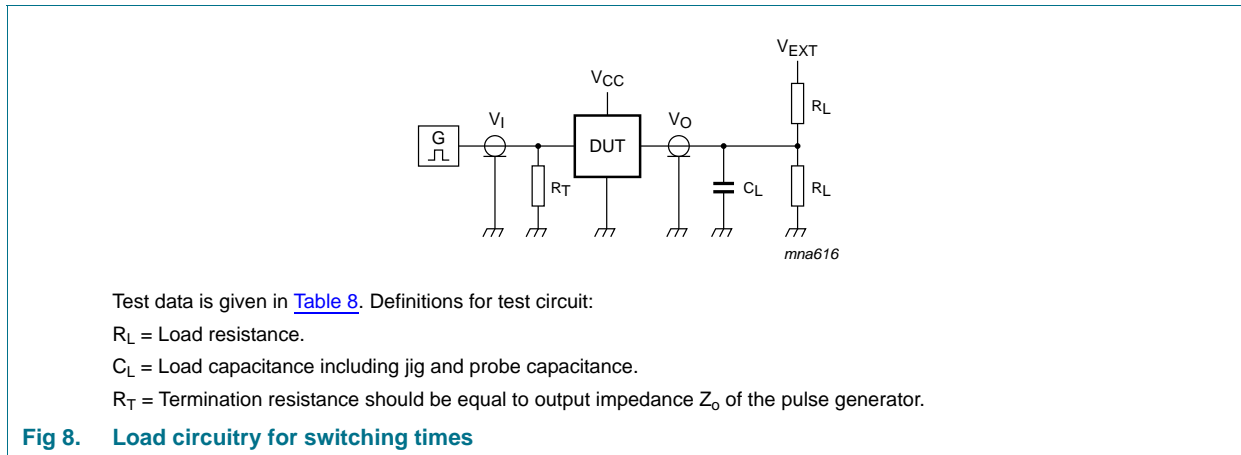 VEXT
VCC
RL
VI
VO
G
DUT
RT
CL
RL
mna616
Test data is given in Table 8. Definitions for test circuit:
RL = Load resistance.
CL = Load capacitance including jig and probe capacitance.
RT = Termination resistance should be equal to output impedance Zo of the pulse generator.
Fig 8. Load circuitry for switching times